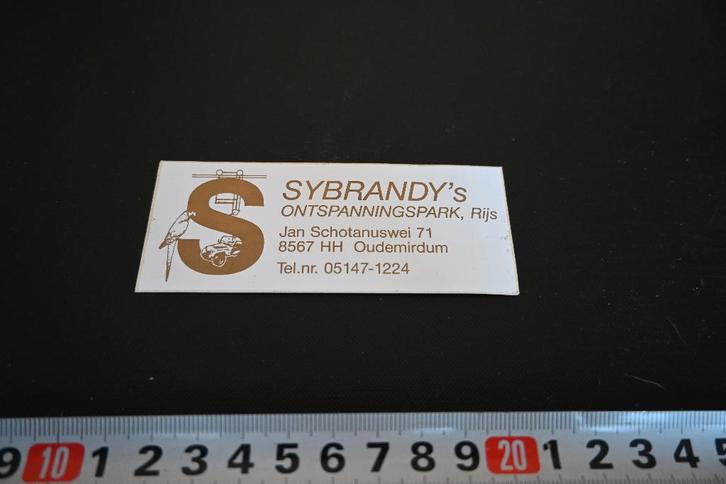 S
SYBRANDY's
ONTSPANNINGSPARK, Rijs
Jan Schotanuswei 71
8567 HH Oudemirdum
Tel.nr. 05147-1224
9 10 1 2 3 4 5 6 7 8 9 20 1 2 3 4 5